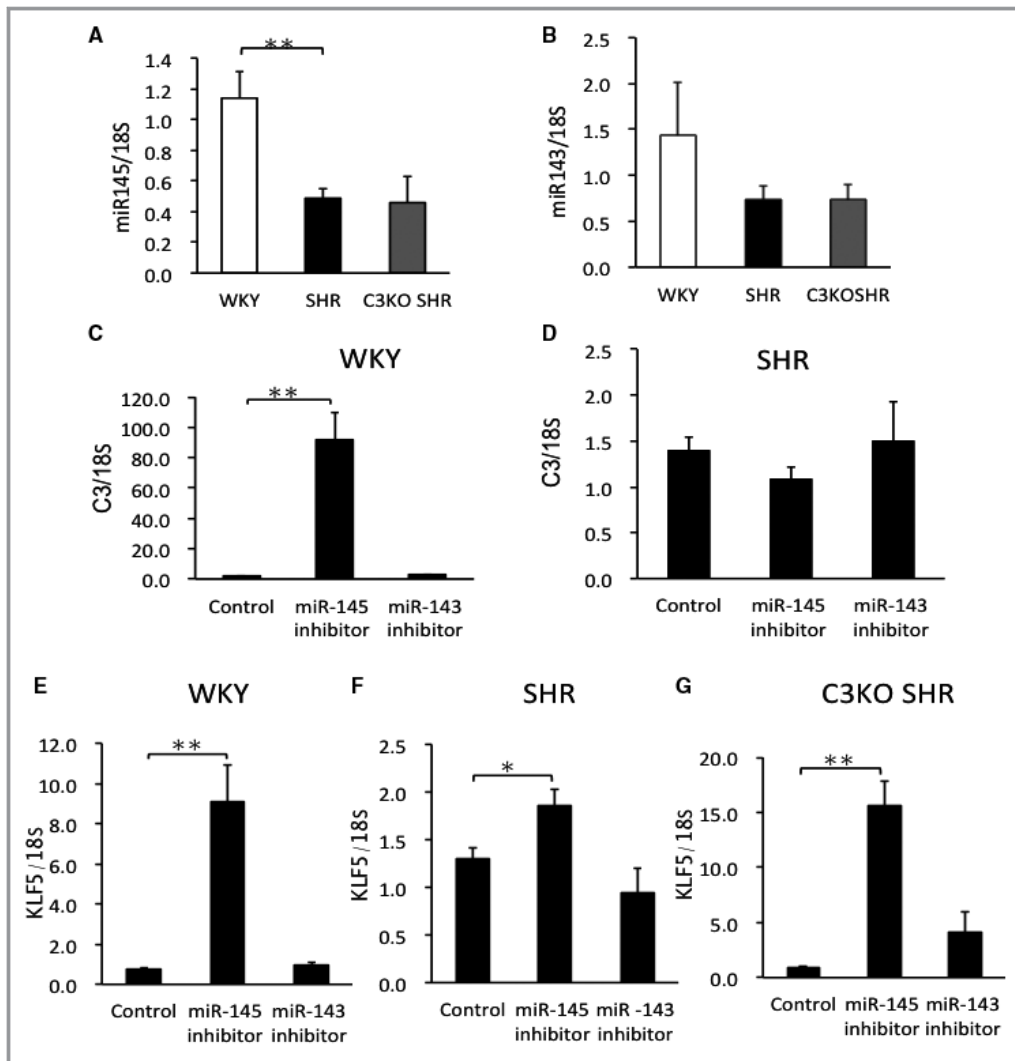 A
**
1.4
1.2
1.0
0.8
0.6
0.4
0.2
0.0
miR145/18S
WKY SHR C3KO SHR
B
2.5
2.0
1.5
1.0
0.5
0.0
miR143/18S
WKY SHR C3KOSHR
C
WKY
**
120.0
100.0
80.0
60.0
40.0
20.0
0.0
C3/18S
Control miR-145 miR-143
inhibitor inhibitor
D
SHR
2.5
2.0
1.5
1.0
0.5
0.0
C3/18S
Control miR-145 miR-143
inhibitor inhibitor
E
WKY
**
12.0
10.0
8.0
6.0
4.0
2.0
0.0
KLF5/18S
Control miR-145 miR-143
inhibitor inhibitor
F
SHR
*
2.5
2.0
1.5
1.0
0.5
0.0
KLF5/18S
Control miR-145 miR -143
inhibitor inhibitor
G
C3KO SHR
**
20.0
15.0
10.0
5.0
0.0
KLF5/18S
Control miR-145 miR-143
inhibitor inhibitor